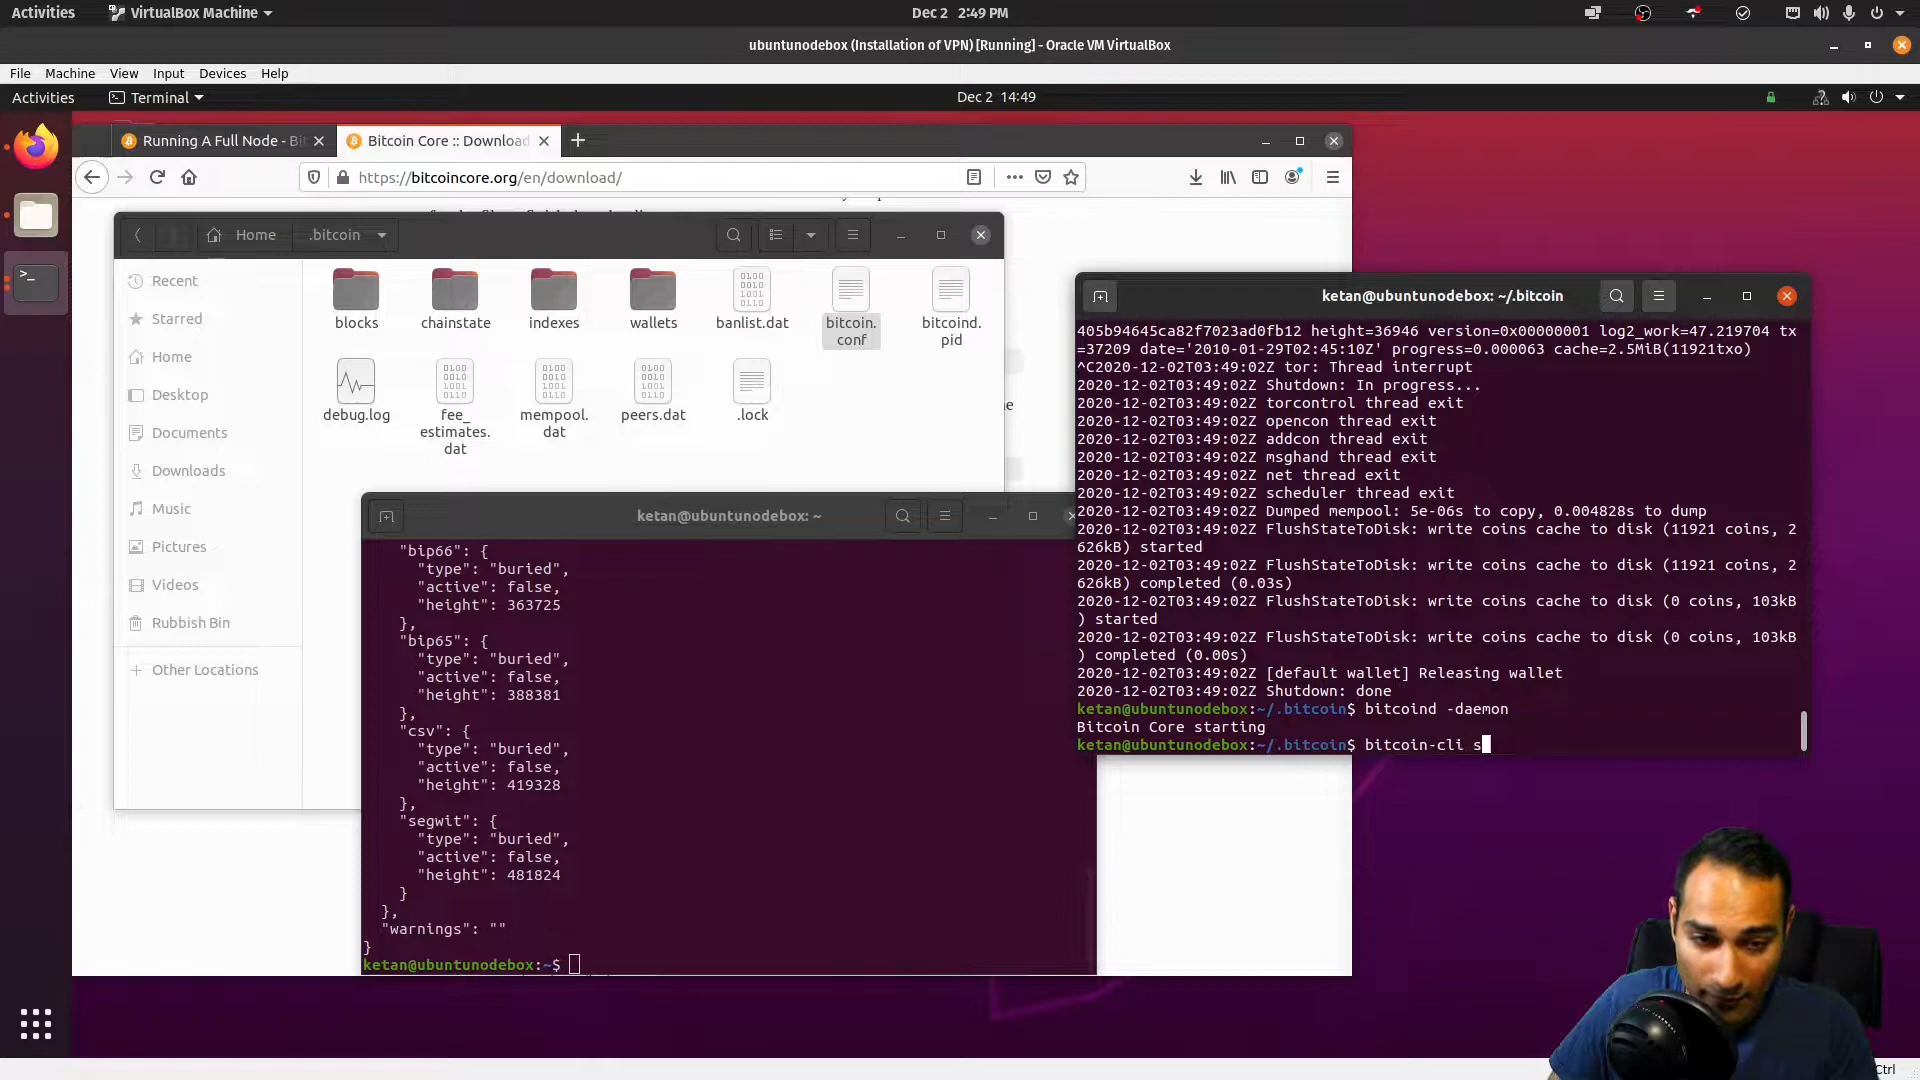 Activities
VirtualBox Machine
Dec 2 2:49 PM
ubuntunodebox (Installation of VPN) [Running] - Oracle VM VirtualBox
File Machine View Input Devices Help
Activities
Terminal
Dec 2 14:49
Running A Full Node - Bit
Bitcoin Core :: Download
https://bitcoincore.org/en/download/
Home
.bitcoin
Recent
Starred
Home
Desktop
Documents
Downloads
Music
Pictures
Videos
Rubbish Bin
Other Locations
blocks
chainstate
indexes
wallets
banlist.dat
bitcoin.
conf
bitcoind.
pid
debug.log
fee_
estimates.
dat
mempool.
dat
peers.dat
.lock
ketan@ubuntunodebox: ~
"bip66": {
"type": "buried",
"active": false,
"height": 363725
},
"bip65": {
"type": "buried",
"active": false,
"height": 388381
},
"csv": {
"type": "buried",
"active": false,
"height": 419328
},
"segwit": {
"type": "buried",
"active": false,
"height": 481824
}
},
"warnings": ""
}
ketan@ubuntunodebox:~$
ketan@ubuntunodebox: ~/.bitcoin
405b94645ca82f7023ad0fb12 height=36946 version=0x00000001 log2_work=47.219704 tx
=37209 date='2010-01-29T02:45:10Z' progress=0.000063 cache=2.5MiB(11921txo)
^C2020-12-02T03:49:02Z tor: Thread interrupt
2020-12-02T03:49:02Z Shutdown: In progress...
2020-12-02T03:49:02Z torcontrol thread exit
2020-12-02T03:49:02Z opencon thread exit
2020-12-02T03:49:02Z addcon thread exit
2020-12-02T03:49:02Z msghand thread exit
2020-12-02T03:49:02Z net thread exit
2020-12-02T03:49:02Z scheduler thread exit
2020-12-02T03:49:02Z Dumped mempool: 5e-06s to copy, 0.004828s to dump
2020-12-02T03:49:02Z FlushStateToDisk: write coins cache to disk (11921 coins, 2
626kB) started
2020-12-02T03:49:02Z FlushStateToDisk: write coins cache to disk (11921 coins, 2
626kB) completed (0.03s)
2020-12-02T03:49:02Z FlushStateToDisk: write coins cache to disk (0 coins, 103kB
) started
2020-12-02T03:49:02Z FlushStateToDisk: write coins cache to disk (0 coins, 103kB
) completed (0.00s)
2020-12-02T03:49:02Z [default wallet] Releasing wallet
2020-12-02T03:49:02Z Shutdown: done
ketan@ubuntunodebox:~/.bitcoin$ bitcoind -daemon
Bitcoin Core starting
ketan@ubuntunodebox:~/.bitcoin$ bitcoin-cli s
Ctrl